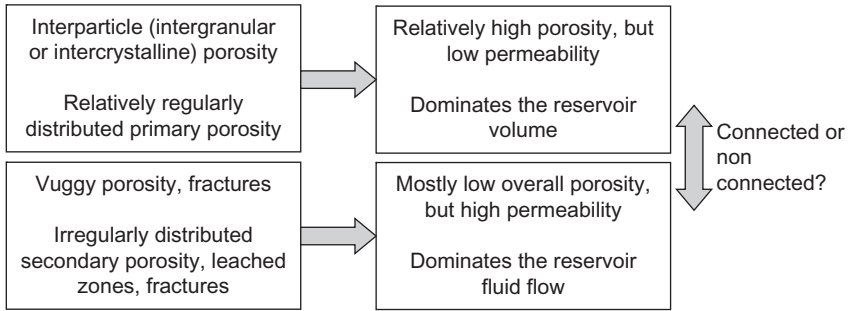 Interparticle (intergranular
or intercrystalline) porosity
Relatively regularly
distributed primary porosity
Relatively high porosity, but
low permeability
Dominates the reservoir
volume
Vuggy porosity, fractures
Irregularly distributed
secondary porosity, leached
zones, fractures
Mostly low overall porosity,
but high permeability
Dominates the reservoir
fluid flow
Connected or
non
connected?